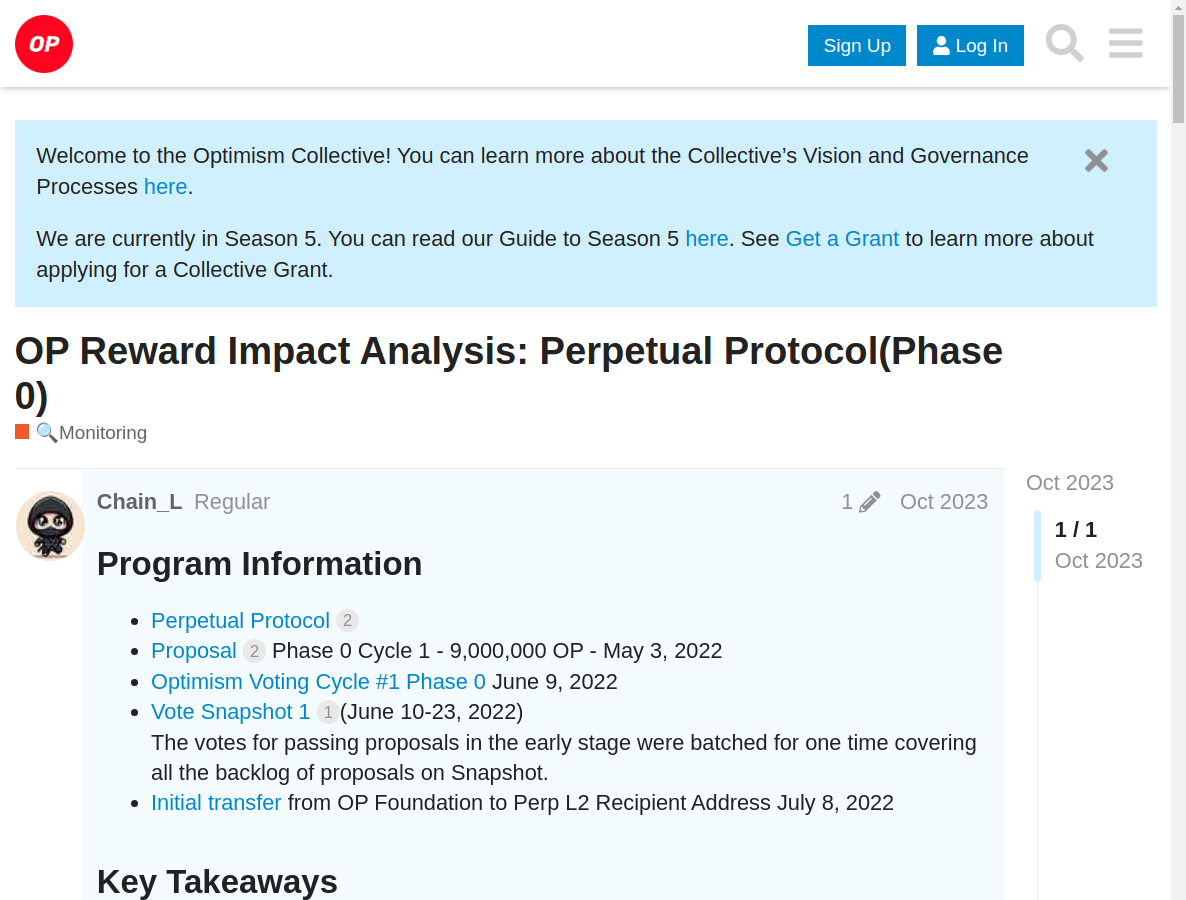 OP
Sign Up
Log In
Welcome to the Optimism Collective! You can learn more about the Collective’s Vision and Governance
Processes here.
We are currently in Season 5. You can read our Guide to Season 5 here. See Get a Grant to learn more about
applying for a Collective Grant.
OP Reward Impact Analysis: Perpetual Protocol(Phase
0)
🔍Monitoring
Chain_L Regular
1
Oct 2023
Oct 2023
1 / 1
Oct 2023
Program Information
• Perpetual Protocol 2
• Proposal 2 Phase 0 Cycle 1 - 9,000,000 OP - May 3, 2022
• Optimism Voting Cycle #1 Phase 0 June 9, 2022
• Vote Snapshot 1 1(June 10-23, 2022)
The votes for passing proposals in the early stage were batched for one time covering
all the backlog of proposals on Snapshot.
• Initial transfer from OP Foundation to Perp L2 Recipient Address July 8, 2022
Key Takeaways